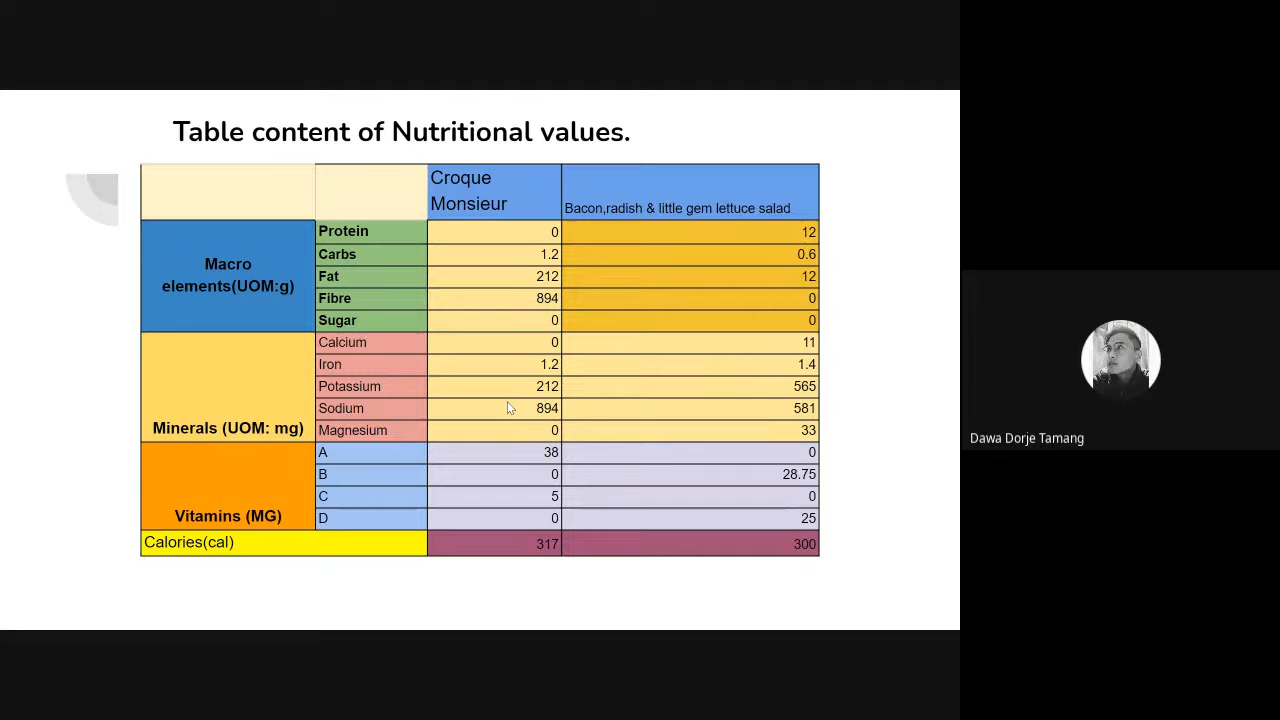 Table content of Nutritional values.
Croque
Monsieur
Bacon,radish & little gem lettuce salad
Macro
elements(UOM:g)
Protein 0 12
Carbs 1.2 0.6
Fat 212 12
Fibre 894 0
Sugar 0 0
Minerals (UOM: mg)
Calcium 0 11
Iron 1.2 1.4
Potassium 212 565
Sodium 894 581
Magnesium 0 33
Vitamins (MG)
A 38 0
B 0 28.75
C 5 0
D 0 25
Calories(cal) 317 300
Dawa Dorje Tamang